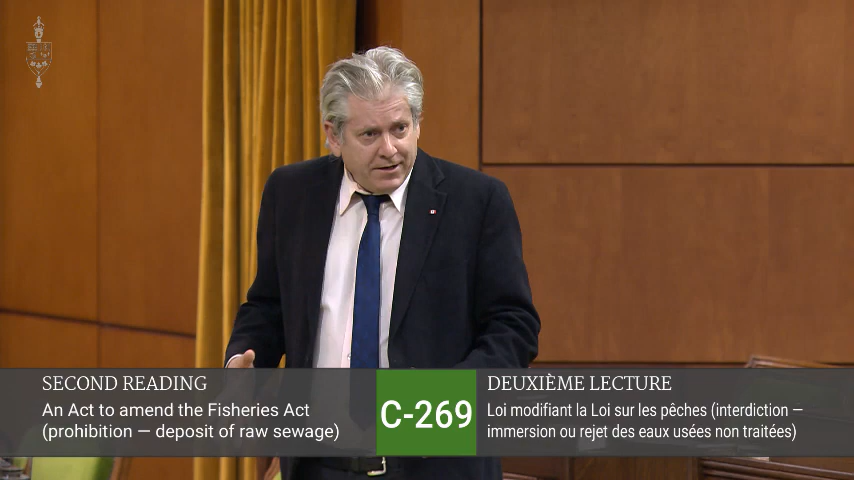 SECOND READING
An Act to amend the Fisheries Act
(prohibition — deposit of raw sewage)
C-269
DEUXIÈME LECTURE
Loi modifiant la Loi sur les pêches (interdiction –
immersion ou rejet des eaux usées non traitées)